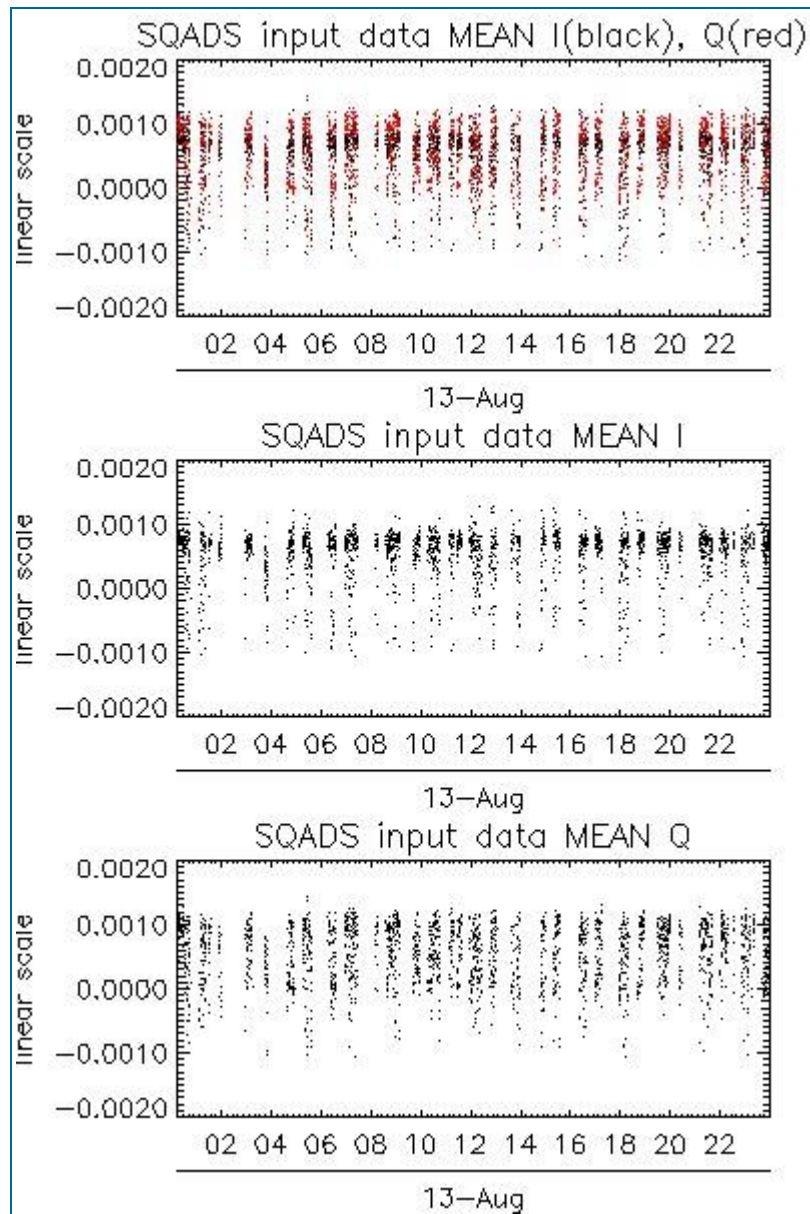 SQADS input data MEAN I(black), Q(red)
0.0020
0.0010
0.0000
−0.0010
−0.0020
linear scale
02 04 06 08 10 12 14 16 18 20 22
13−Aug
SQADS input data MEAN I
0.0020
0.0010
0.0000
−0.0010
−0.0020
linear scale
02 04 06 08 10 12 14 16 18 20 22
13−Aug
SQADS input data MEAN Q
0.0020
0.0010
0.0000
−0.0010
−0.0020
linear scale
02 04 06 08 10 12 14 16 18 20 22
13−Aug